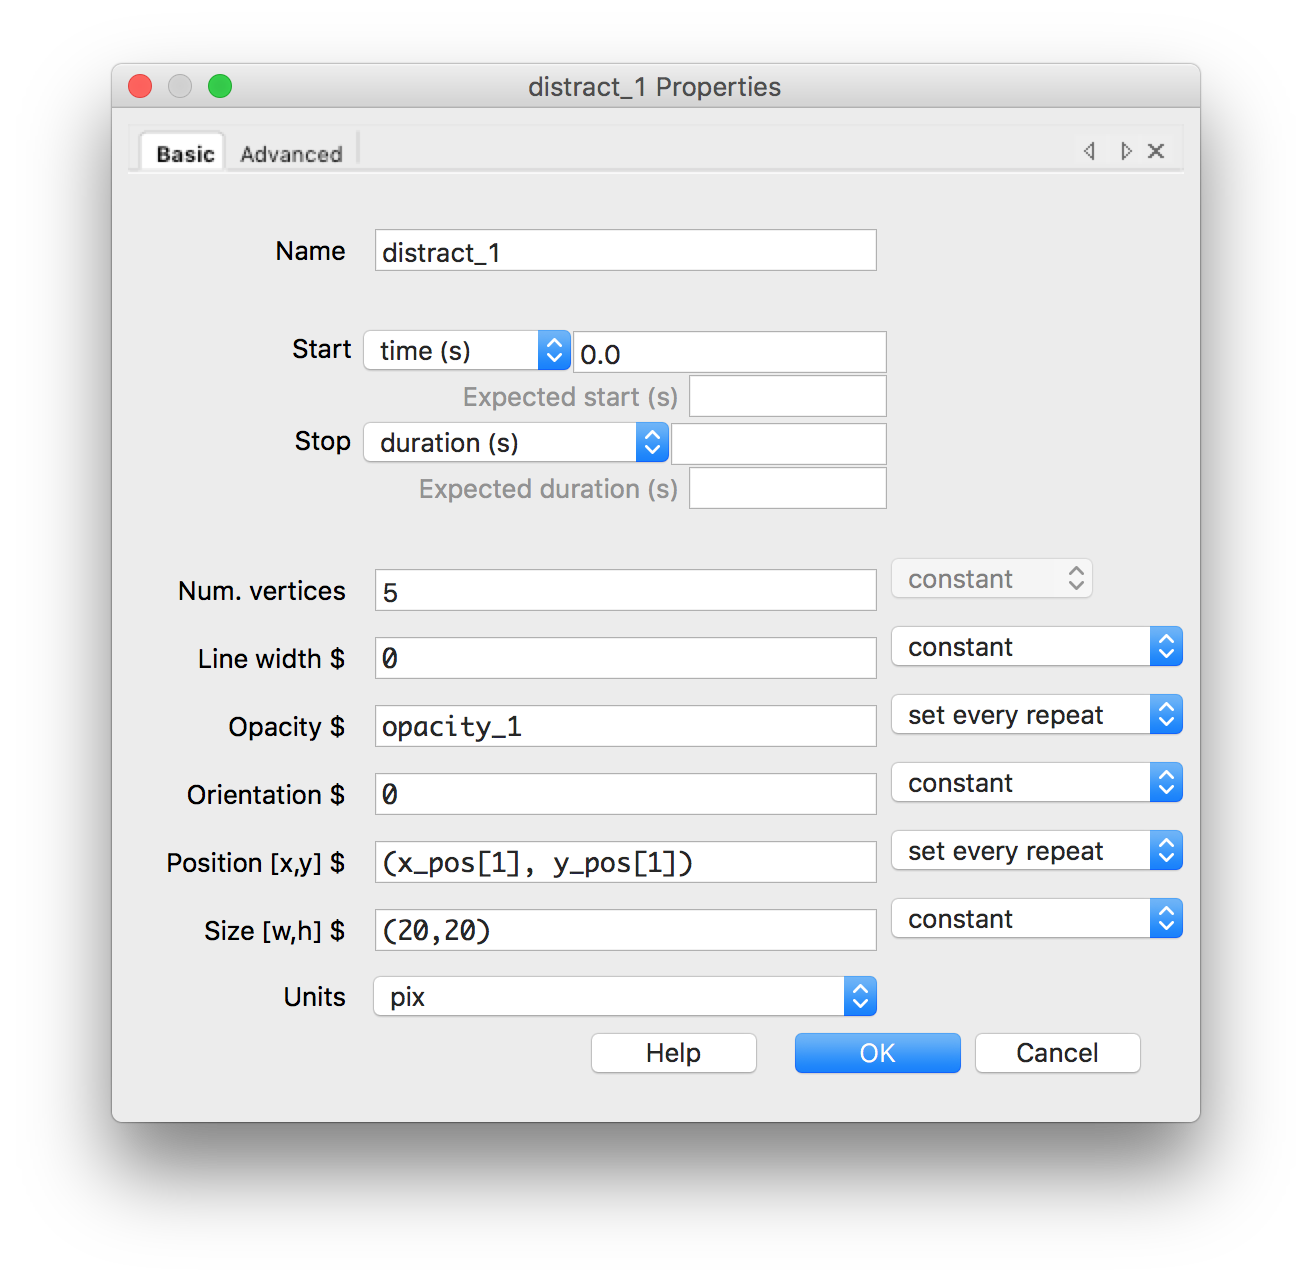 distract_1 Properties
Basic Advanced
Name distract_1
Start time (s) 0.0
Expected start (s)
Stop duration (s)
Expected duration (s)
Num. vertices 5 constant
Line width $ 0 constant
Opacity $ opacity_1 set every repeat
Orientation $ 0 constant
Position [x,y] $ (x_pos[1], y_pos[1]) set every repeat
Size [w,h] $ (20,20) constant
Units pix
Help OK Cancel